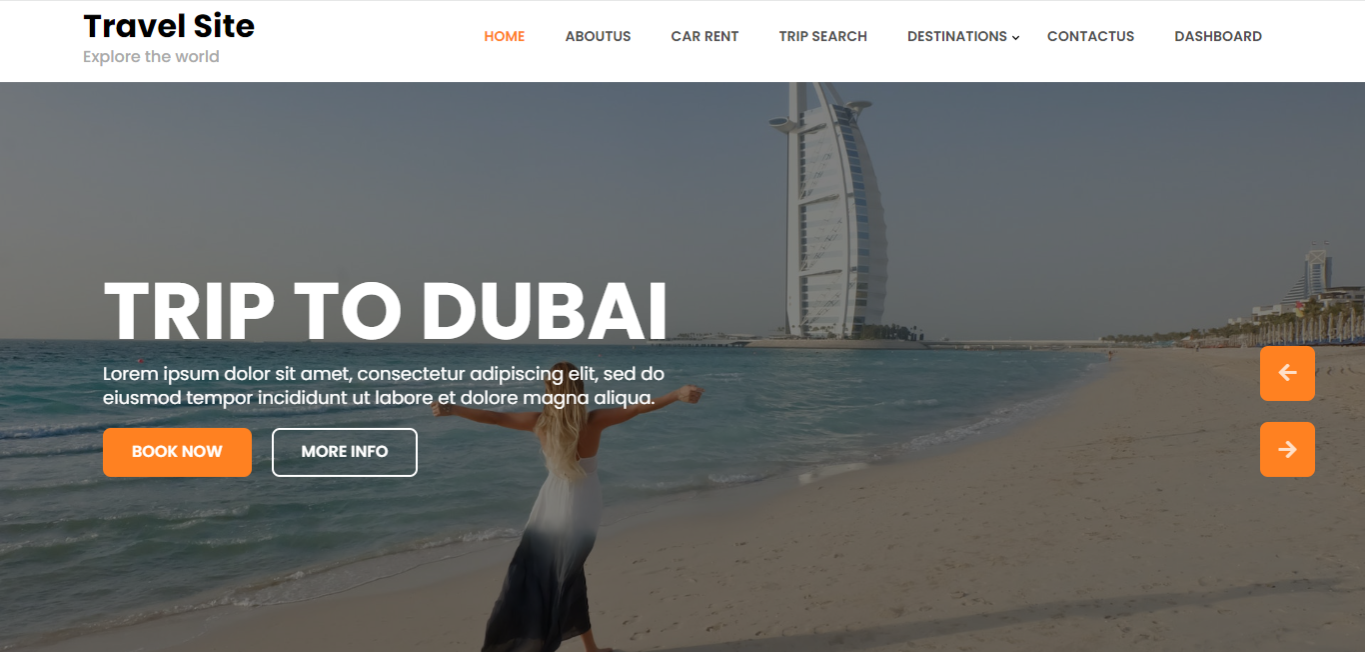 Travel Site
Explore the world
HOME ABOUTUS CAR RENT TRIP SEARCH DESTINATIONS CONTACTUS DASHBOARD
TRIP TO DUBAI
Lorem ipsum dolor sit amet, consectetur adipiscing elit, sed do
eiusmod tempor incididunt ut labore et dolore magna aliqua.
BOOK NOW MORE INFO